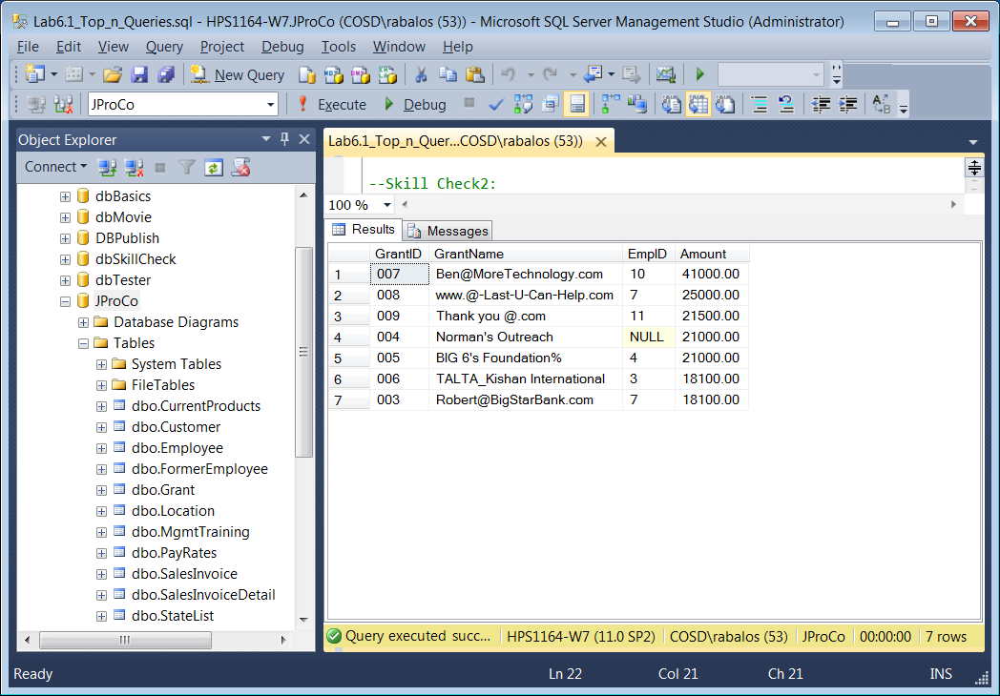 Lab6.1_Top_n_Queries.sql - HPS1164-W7.JProCo (COSD\rabalos (53)) - Microsoft SQL Server Management Studio (Administrator)
File Edit View Query Project Debug Tools Window Help
New Query
JProCo Execute Debug
Object Explorer
Connect
dbBasics
dbMovie
DBPublish
dbSkillCheck
dbTester
JProCo
Database Diagrams
Tables
System Tables
FileTables
dbo.CurrentProducts
dbo.Customer
dbo.Employee
dbo.FormerEmployee
dbo.Grant
dbo.Location
dbo.MgmtTraining
dbo.PayRates
dbo.SalesInvoice
dbo.SalesInvoiceDetail
dbo.StateList
Lab6.1_Top_n_Quer...COSD\rabalos (53))
--Skill Check2:
100 %
Results Messages
GrantID GrantName EmpID Amount
1 007 Ben@MoreTechnology.com 10 41000.00
2 008 www.@-Last-U-Can-Help.com 7 25000.00
3 009 Thank you @.com 11 21500.00
4 004 Norman's Outreach NULL 21000.00
5 005 BIG 6's Foundation% 4 21000.00
6 006 TALTA_Kishan International 3 18100.00
7 003 Robert@BigStarBank.com 7 18100.00
Query executed succ... HPS1164-W7 (11.0 SP2) COSD\rabalos (53) JProCo 00:00:00 7 rows
Ready Ln 22 Col 21 Ch 21 INS